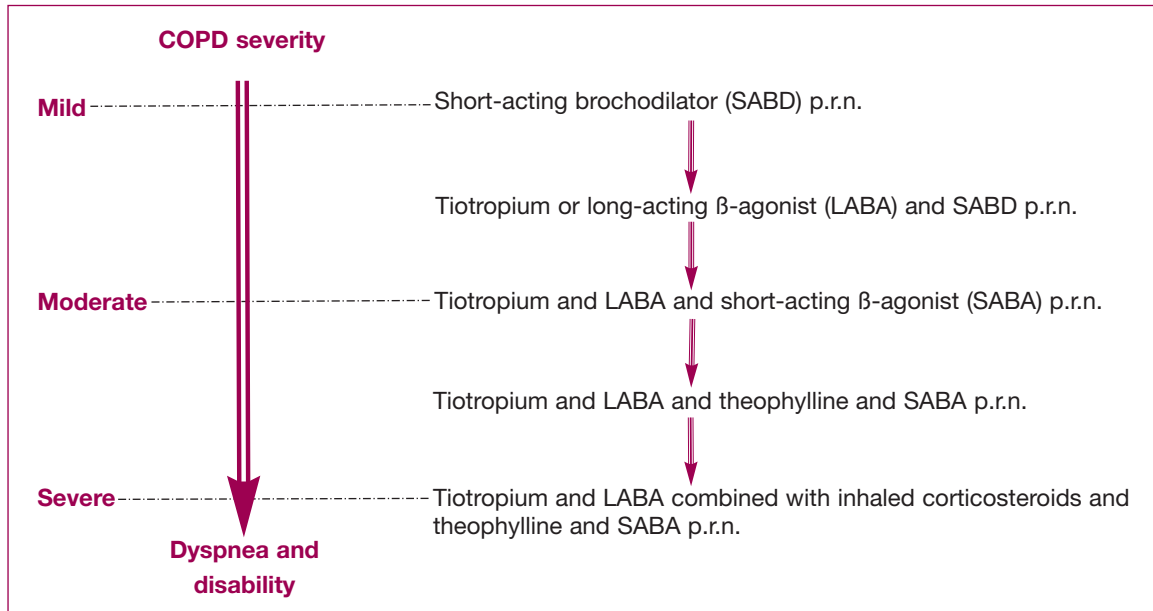 COPD severity
Mild
Short-acting brochodilator (SABD) p.r.n.
Tiotropium or long-acting ß-agonist (LABA) and SABD p.r.n.
Moderate
Tiotropium and LABA and short-acting ß-agonist (SABA) p.r.n.
Tiotropium and LABA and theophylline and SABA p.r.n.
Severe
Tiotropium and LABA combined with inhaled corticosteroids and
theophylline and SABA p.r.n.
Dyspnea and
disability